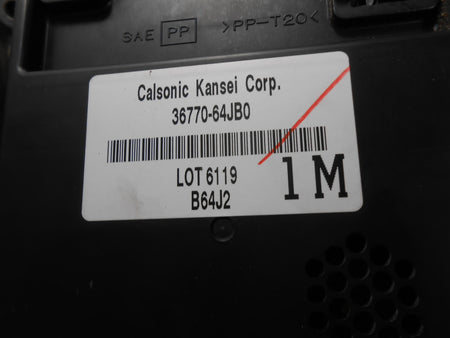 SAE PP >PP-T20<
Calsonic Kansei Corp.
36770-64JB0
LOT 6119
B64J2
1M